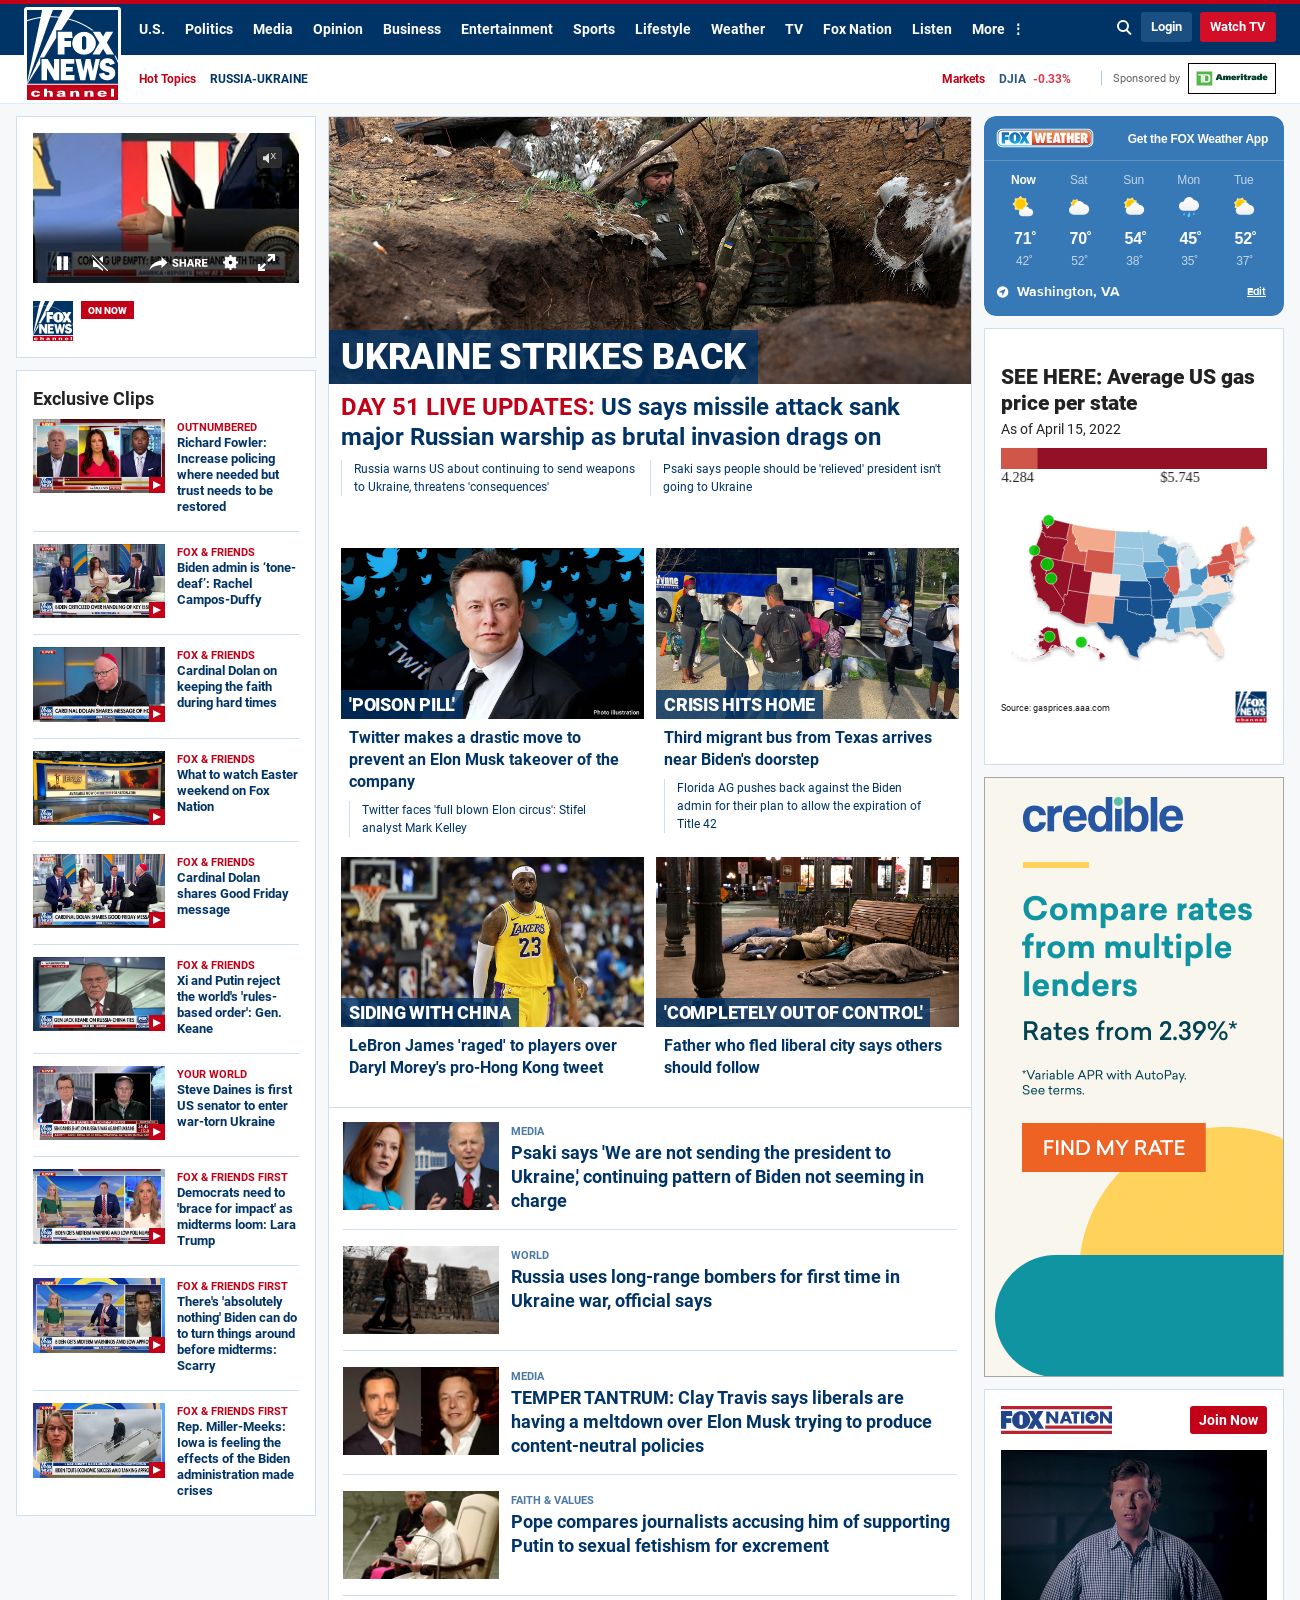 FOX
NEWS
channel
U.S.
Politics
Media
Opinion
Business
Entertainment
Sports
Lifestyle
Weather
TV
Fox Nation
Listen
More
Login
Watch TV
Hot Topics
RUSSIA-UKRAINE
Markets
DJIA -0.33%
Sponsored by
TD Ameritrade
SHARE
FOX
NEWS
channel
ON NOW
Exclusive Clips
OUTNUMBERED
Richard Fowler:
Increase policing
where needed but
trust needs to be
restored
FOX & FRIENDS
Biden admin is ‘tone-
deaf’: Rachel
Campos-Duffy
FOX & FRIENDS
Cardinal Dolan on
keeping the faith
during hard times
FOX & FRIENDS
What to watch Easter
weekend on Fox
Nation
FOX & FRIENDS
Cardinal Dolan
shares Good Friday
message
FOX & FRIENDS
Xi and Putin reject
the world's 'rules-
based order': Gen.
Keane
YOUR WORLD
Steve Daines is first
US senator to enter
war-torn Ukraine
FOX & FRIENDS FIRST
Democrats need to
'brace for impact' as
midterms loom: Lara
Trump
FOX & FRIENDS FIRST
There's 'absolutely
nothing' Biden can do
to turn things around
before midterms:
Scarry
FOX & FRIENDS FIRST
Rep. Miller-Meeks:
Iowa is feeling the
effects of the Biden
administration made
crises
UKRAINE STRIKES BACK
DAY 51 LIVE UPDATES: US says missile attack sank
major Russian warship as brutal invasion drags on
Russia warns US about continuing to send weapons
to Ukraine, threatens 'consequences'
Psaki says people should be 'relieved' president isn't
going to Ukraine
Photo Illustration
'POISON PILL'
Twitter makes a drastic move to
prevent an Elon Musk takeover of the
company
Twitter faces 'full blown Elon circus': Stifel
analyst Mark Kelley
CRISIS HITS HOME
Third migrant bus from Texas arrives
near Biden's doorstep
Florida AG pushes back against the Biden
admin for their plan to allow the expiration of
Title 42
LAKERS
23
SIDING WITH CHINA
LeBron James 'raged' to players over
Daryl Morey's pro-Hong Kong tweet
'COMPLETELY OUT OF CONTROL'
Father who fled liberal city says others
should follow
MEDIA
Psaki says 'We are not sending the president to
Ukraine,' continuing pattern of Biden not seeming in
charge
WORLD
Russia uses long-range bombers for first time in
Ukraine war, official says
MEDIA
TEMPER TANTRUM: Clay Travis says liberals are
having a meltdown over Elon Musk trying to produce
content-neutral policies
FAITH & VALUES
Pope compares journalists accusing him of supporting
Putin to sexual fetishism for excrement
FOX WEATHER
Get the FOX Weather App
Now Sat Sun Mon Tue
71° 70° 54° 45° 52°
42° 52° 38° 35° 37°
Washington, VA
Edit
SEE HERE: Average US gas
price per state
As of April 15, 2022
4.284 $5.745
Source: gasprices.aaa.com
FOX
NEWS
channel
credible
Compare rates
from multiple
lenders
Rates from 2.39%*
*Variable APR with AutoPay.
See terms.
FIND MY RATE
FOX NATION
Join Now